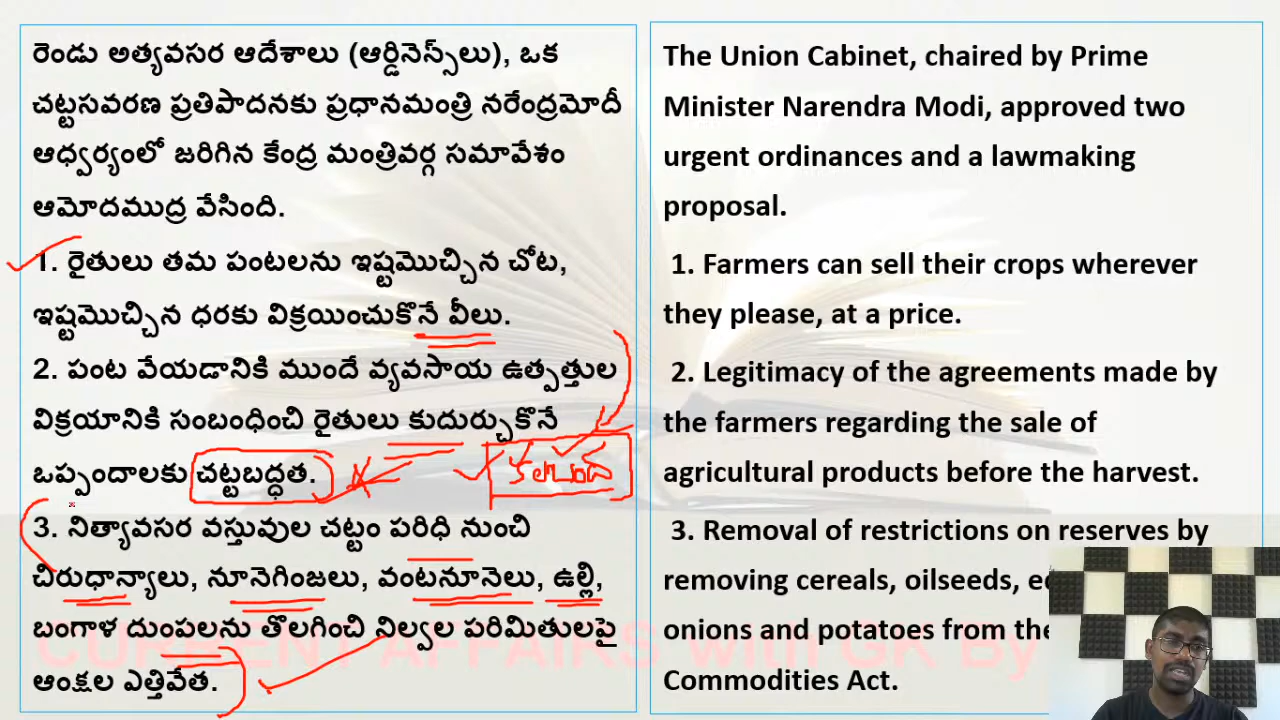 రెండు అత్యవసర ఆదేశాలు (ఆర్డినెన్స్‌లు), ఒక
చట్టసవరణ ప్రతిపాదనకు ప్రధానమంత్రి నరేంద్రమోదీ
ఆధ్వర్యంలో జరిగిన కేంద్ర మంత్రివర్గ సమావేశం
ఆమోదముద్ర వేసింది.
1. రైతులు తమ పంటలను ఇష్టమొచ్చిన చోట,
ఇష్టమొచ్చిన ధరకు విక్రయించుకొనే వీలు.
2. పంట వేయడానికి ముందే వ్యవసాయ ఉత్పత్తుల
విక్రయానికి సంబంధించి రైతులు కుదుర్చుకొనే
ఒప్పందాలకు చట్టబద్ధత.
3. నిత్యావసర వస్తువుల చట్టం పరిధి నుంచి
చిరుధాన్యాలు, నూనెగింజలు, వంటనూనెలు, ఉల్లి,
బంగాళ దుంపలను తొలగించి నిల్వల పరిమితులపై
ఆంక్షల ఎత్తివేత.
The Union Cabinet, chaired by Prime
Minister Narendra Modi, approved two
urgent ordinances and a lawmaking
proposal.
1. Farmers can sell their crops wherever
they please, at a price.
2. Legitimacy of the agreements made by
the farmers regarding the sale of
agricultural products before the harvest.
3. Removal of restrictions on reserves by
removing cereals, oilseeds,
onions and potatoes from the
Commodities Act.
CURRENT AFFAIRS with GK By